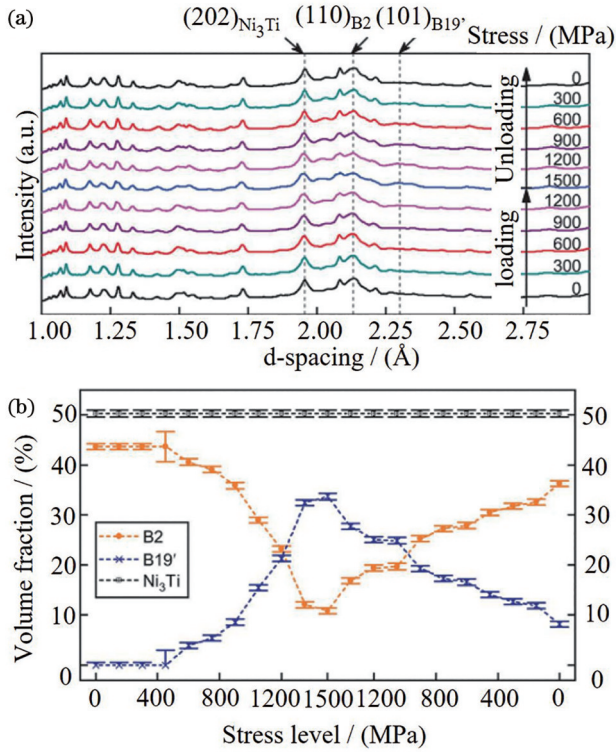 (a)
(202)Ni3Ti (110)B2 (101)B19’
Stress / (MPa)
Intensity (a.u.)
0
300
600
900
1200
1500
1200
900
600
300
0
Unloading
loading
1.00 1.25 1.50 1.75 2.00 2.25 2.50 2.75
d-spacing / (Å)
(b)
Volume fraction / (%)
50 50
40 40
30 30
20 20
10 10
0 0
B2
B19′
Ni3Ti
0 400 800 1200 1500 1200 800 400 0
Stress level / (MPa)